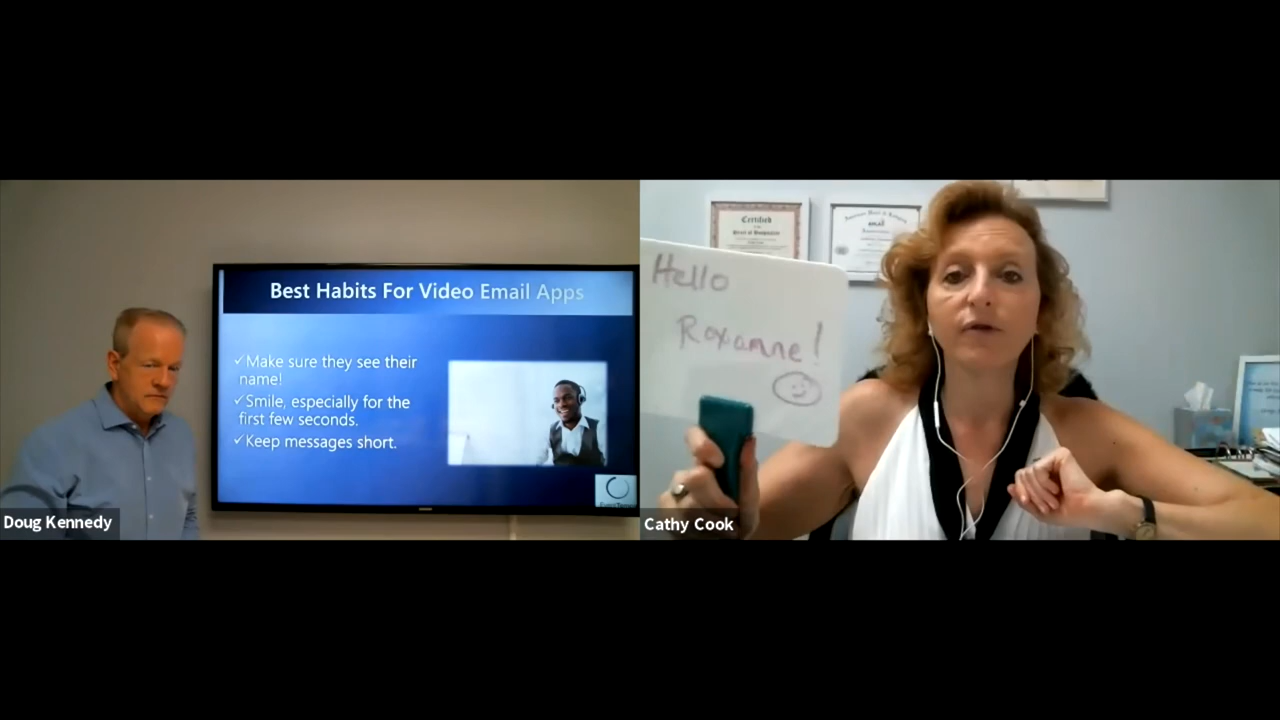 Best Habits For Video Email Apps
✓Make sure they see their
name!
✓Smile, especially for the
first few seconds.
✓Keep messages short.
Doug Kennedy
Certified
Hello
Roxanne!
Cathy Cook